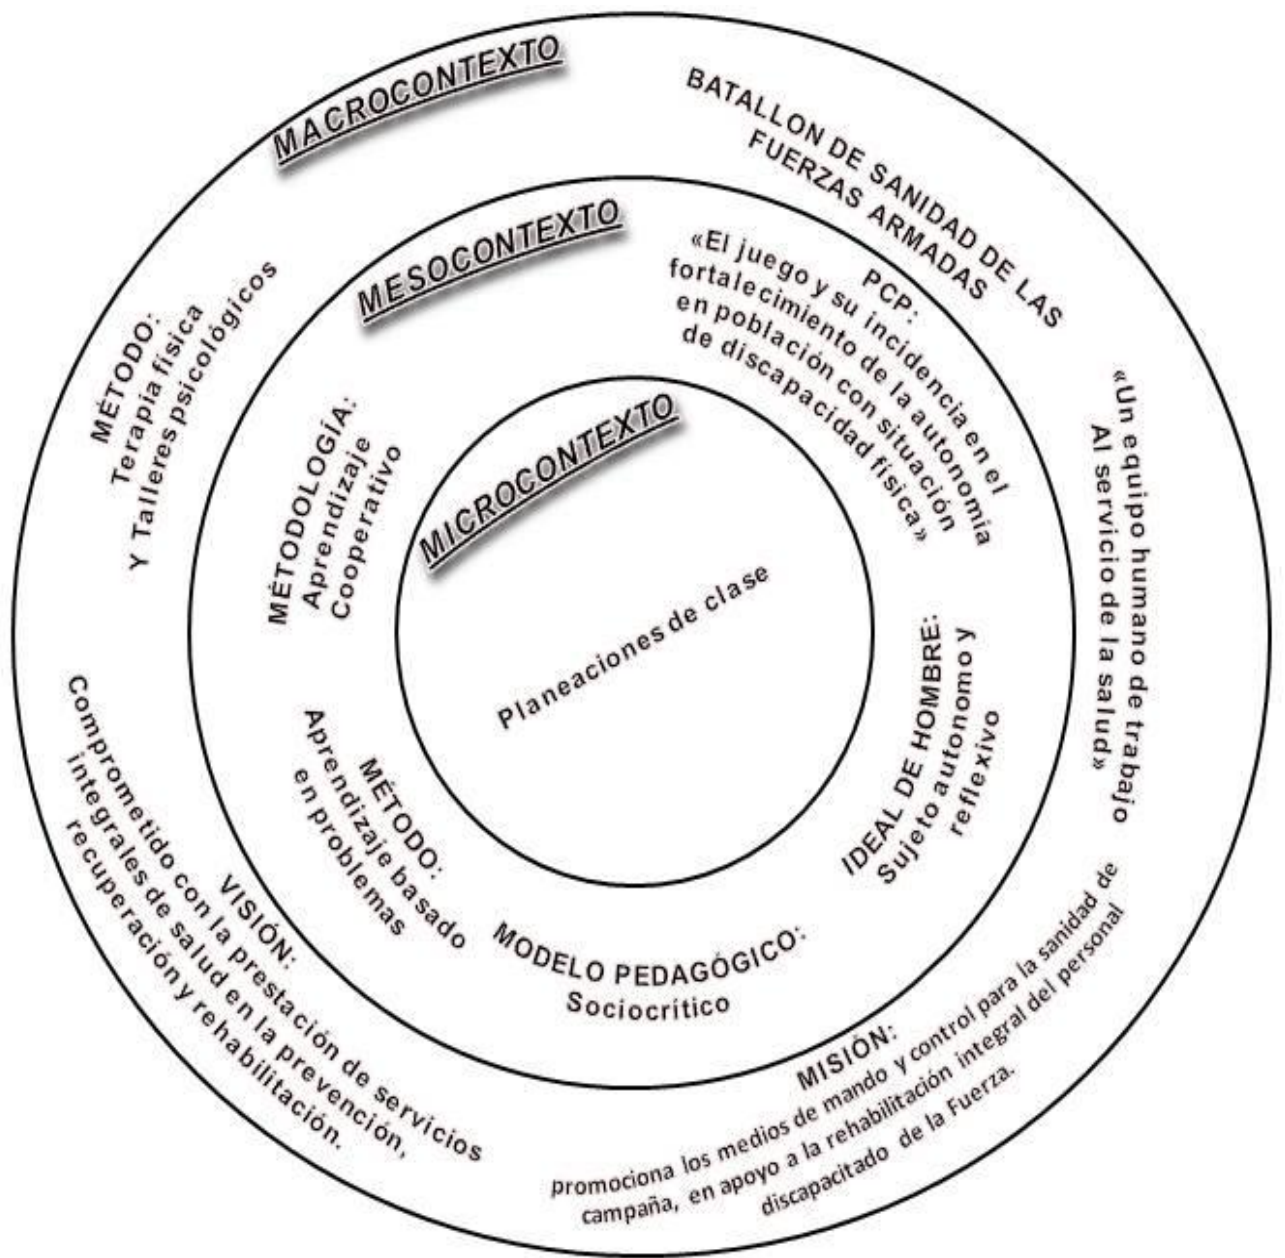 MACROCONTEXTO
BATALLON DE SANIDAD DE LAS
FUERZAS ARMADAS
«Un equipo humano de trabajo
Al servicio de la salud»
MISIÓN:
promociona los medios de mando y control para la sanidad de
campaña, en apoyo a la rehabilitación integral del personal
discapacitado de la Fuerza.
VISIÓN:
Comprometido con la prestación de servicios
integrales de salud en la prevención,
recuperación y rehabilitación.
MÉTODO:
Terapia física
Y Talleres psicológicos
MESOCONTEXTO
PCP:
«El juego y su incidencia en el
fortalecimiento de la autonomia
en población con situación
de discapacidad física»
IDEAL DE HOMBRE:
Sujeto autonomo y
reflexivo
MODELO PEDAGÓGICO:
Sociocrítico
MÉTODO:
Aprendizaje basado
en problemas
MÉTODOLOGÍA:
Aprendizaje
Cooperativo
MICROCONTEXTO
Planeaciones de clase